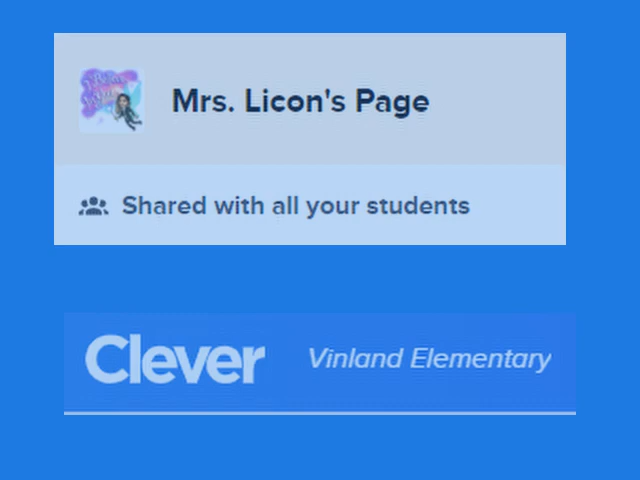 Mrs. Licon's Page
Shared with all your students
Clever
Vinland Elementary